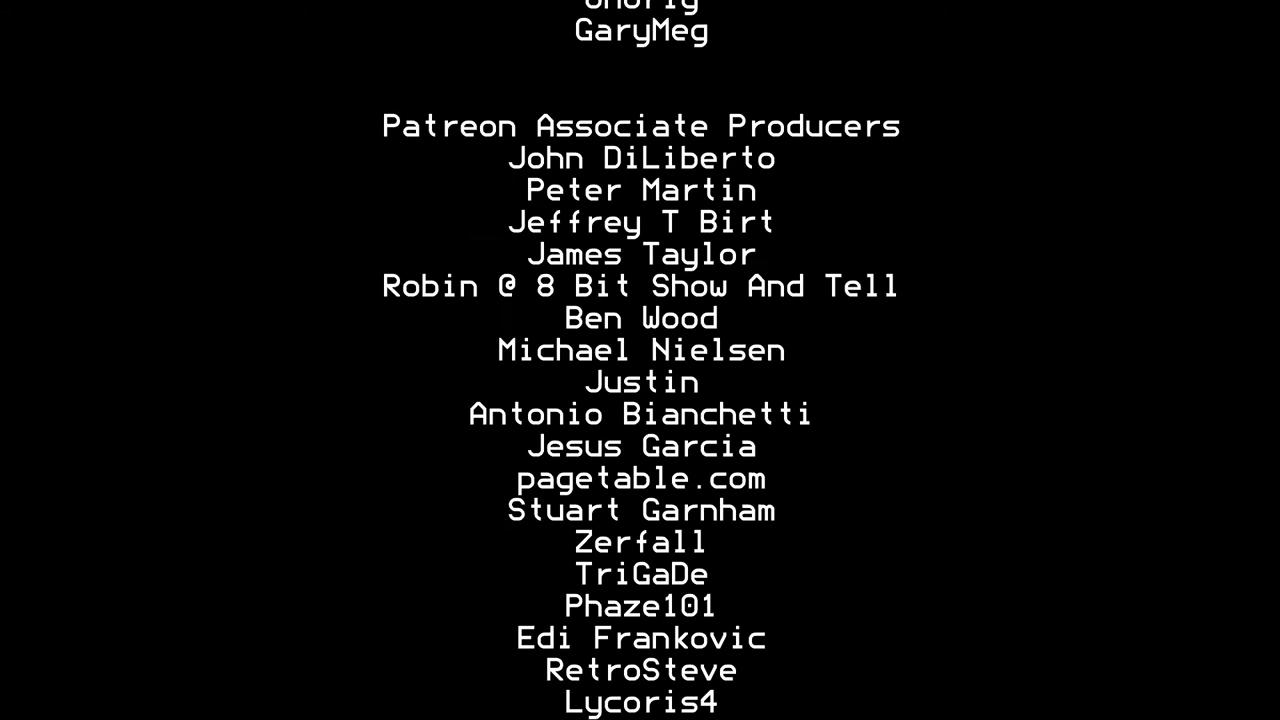 GaryMeg
Patreon Associate Producers
John DiLiberto
Peter Martin
Jeffrey T Birt
James Taylor
Robin @ 8 Bit Show And Tell
Ben Wood
Michael Nielsen
Justin
Antonio Bianchetti
Jesus Garcia
pagetable.com
Stuart Garnham
Zerfall
TriGaDe
Phaze101
Edi Frankovic
RetroSteve
Lycoris4